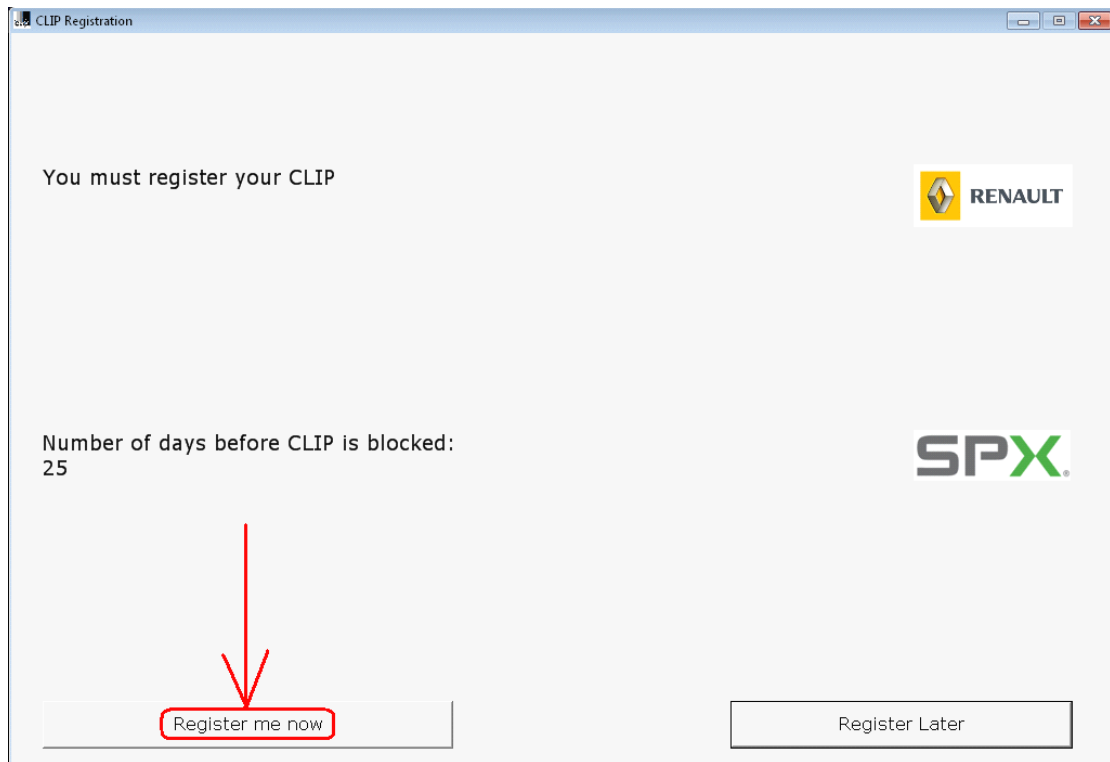 CLIP Registration
You must register your CLIP
RENAULT
Number of days before CLIP is blocked:
25
SPX
Register me now
Register Later